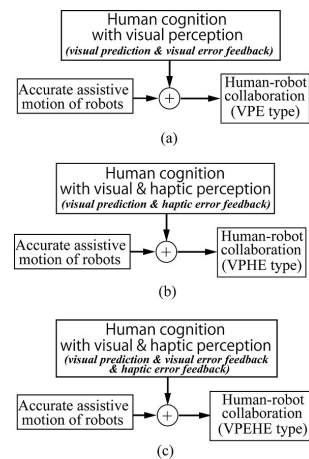 Human cognition
with visual perception
(visual prediction & visual error feedback)
Accurate assistive
motion of robots
+
Human-robot
collaboration
(VPE type)
(a)
Human cognition
with visual & haptic perception
(visual prediction & haptic error feedback)
Accurate assistive
motion of robots
+
Human-robot
collaboration
(VPHE type)
(b)
Human cognition
with visual & haptic perception
(visual prediction & visual error feedback
& haptic error feedback)
Accurate assistive
motion of robots
+
Human-robot
collaboration
(VPEHE type)
(c)